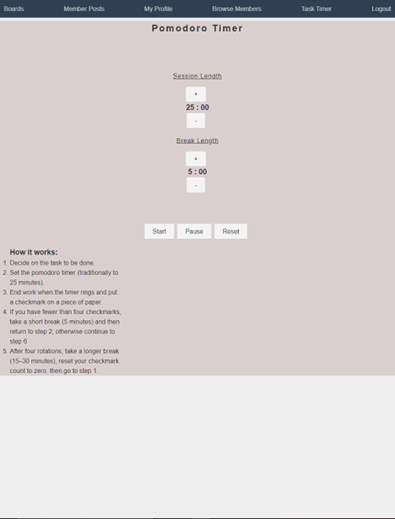 Boards Member Posts My Profile Browse Members Task Timer Logout
Pomodoro Timer
Session Length
+
25 : 00
-
Break Length
+
5 : 00
-
Start Pause Reset
How it works:
1. Decide on the task to be done.
2. Set the pomodoro timer (traditionally to
25 minutes).
3. End work when the timer rings and put
a checkmark on a piece of paper.
4. If you have fewer than four checkmarks,
take a short break (5 minutes) and then
return to step 2; otherwise continue to
step 6.
5. After four rotations, take a longer break
(15–30 minutes), reset your checkmark
count to zero, then go to step 1.